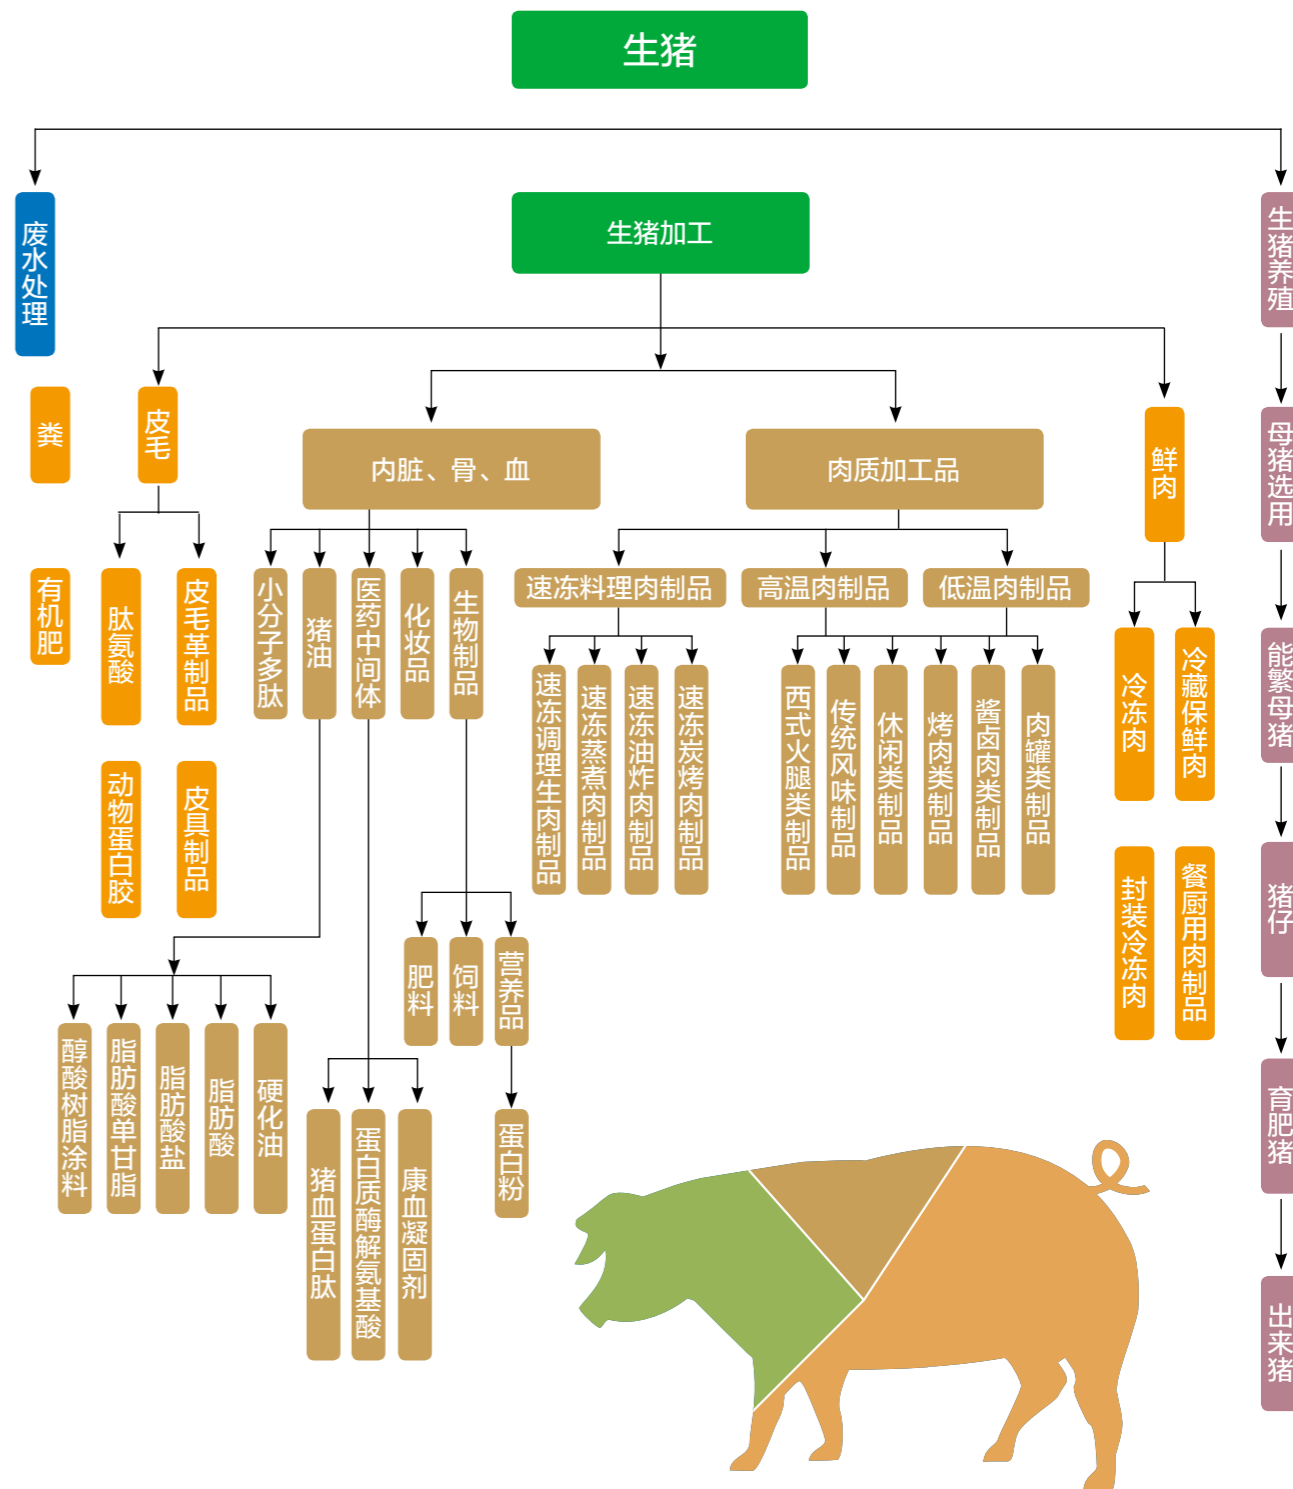 生猪
废水处理
生猪加工
生猪养殖
粪
皮毛
内脏、骨、血
肉质加工品
鲜肉
母猪选用
有机肥
肽氨酸
皮毛革制品
小分子多肽
猪油
医药中间体
化妆品
生物制品
速冻料理肉制品
高温肉制品
低温肉制品
冷冻肉
冷藏保鲜肉
能繁母猪
速冻调理生肉制品
速冻蒸煮肉制品
速冻油炸肉制品
速冻炭烤肉制品
西式火腿类制品
传统风味制品
休闲类制品
烤肉类制品
酱卤肉类制品
肉罐类制品
动物蛋白胶
皮具制品
封装冷冻肉
餐厨用肉制品
猪仔
肥料
饲料
营养品
醇酸树脂涂料
脂肪酸单甘脂
脂肪酸盐
脂肪酸
硬化油
育肥猪
猪血蛋白肽
蛋白质酶解氨基酸
康血凝固剂
蛋白粉
出来猪